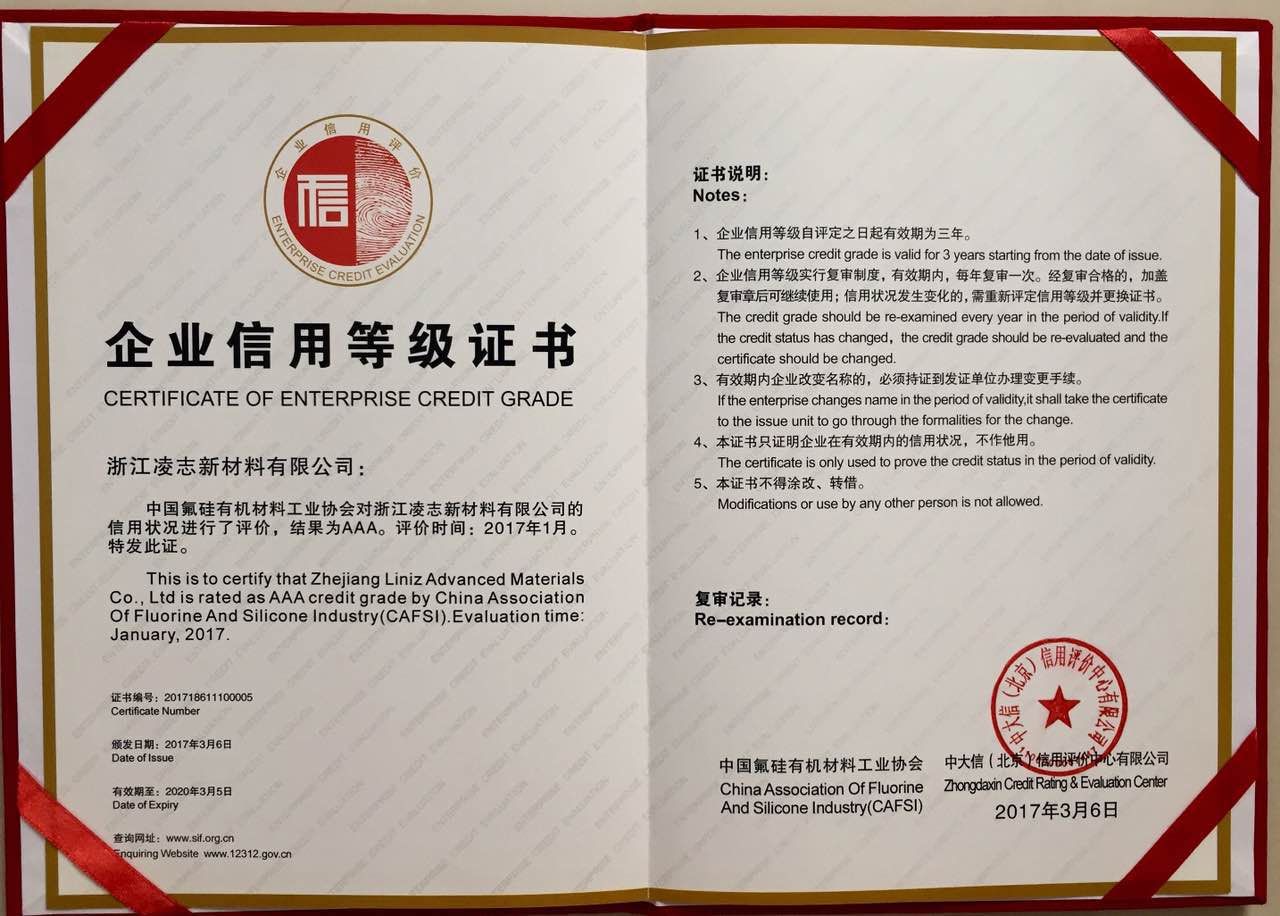 企业信用评价
信
ENTERPRISE CREDIT EVALUATION
企业信用等级证书
CERTIFICATE OF ENTERPRISE CREDIT GRADE
浙江凌志新材料有限公司：
中国氟硅有机材料工业协会对浙江凌志新材料有限公司的
信用状况进行了评价，结果为AAA。评价时间：2017年1月。
特发此证。
This is to certify that Zhejiang Liniz Advanced Materials
Co., Ltd is rated as AAA credit grade by China Association
Of Fluorine And Silicone Industry(CAFSI).Evaluation time:
January, 2017.
证书编号：201718611100005
Certificate Number
颁发日期：2017年3月6日
Date of Issue
有效期至：2020年3月5日
Date of Expiry
查询网址：www.sif.org.cn
Enquiring Website www.12312.gov.cn
证书说明：
Notes：
1、企业信用等级自评定之日起有效期为三年。
The enterprise credit grade is valid for 3 years starting from the date of issue.
2、企业信用等级实行复审制度，有效期内，每年复审一次。经复审合格的，加盖
复审章后可继续使用；信用状况发生变化的，需重新评定信用等级并更换证书。
The credit grade should be re-examined every year in the period of validity.If
the credit status has changed，the credit grade should be re-evaluated and the
certificate should be changed.
3、有效期内企业改变名称的，必须持证到发证单位办理变更手续。
If the enterprise changes name in the period of validity,it shall take the certificate
to the issue unit to go through the formalities for the change.
4、本证书只证明企业在有效期内的信用状况，不作他用。
The certificate is only used to prove the credit status in the period of validity.
5、本证书不得涂改、转借。
Modifications or use by any other person is not allowed.
复审记录：
Re–examination record：
中大信（北京）信用评价中心有限公司
中国氟硅有机材料工业协会
China Association Of Fluorine
And Silicone Industry(CAFSI)
中大信（北京）信用评价中心有限公司
Zhongdaxin Credit Rating & Evaluation Center
2017年3月6日